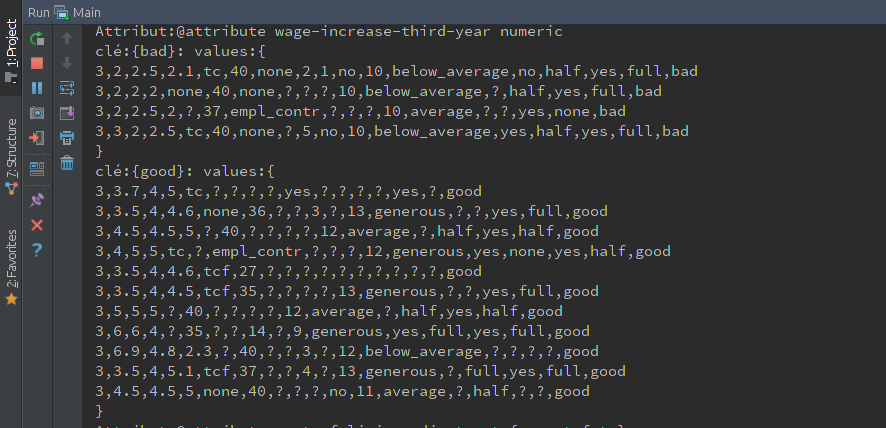 Run Main
1: Project
7: Structure
2: Favorites
Attribut:@attribute wage-increase-third-year numeric
clé:{bad}: values:{
3,2,2.5,2.1,tc,40,none,2,1,no,10,below_average,no,half,yes,full,bad
3,2,2,2,none,40,none,?,?,?,10,below_average,?,half,yes,full,bad
3,2,2.5,2,?,37,empl_contr,?,?,?,10,average,?,?,yes,none,bad
3,3,2,2.5,tc,40,none,?,5,no,10,below_average,yes,half,yes,full,bad
}
clé:{good}: values:{
3,3.7,4,5,tc,?,?,?,?,yes,?,?,?,?,yes,?,good
3,3.5,4,4.6,none,36,?,?,3,?,13,generous,?,?,yes,full,good
3,4.5,4.5,5,?,40,?,?,?,?,12,average,?,half,yes,half,good
3,4,5,5,tc,?,empl_contr,?,?,?,12,generous,yes,none,yes,half,good
3,3.5,4,4.6,tcf,27,?,?,?,?,?,?,?,?,?,?,good
3,3.5,4,4.5,tcf,35,?,?,?,?,13,generous,?,?,yes,full,good
3,5,5,5,?,40,?,?,?,?,12,average,?,half,yes,half,good
3,6,6,4,?,35,?,?,14,?,9,generous,yes,full,yes,full,good
3,6.9,4.8,2.3,?,40,?,?,3,?,12,below_average,?,?,?,?,good
3,3.5,4,5.1,tcf,37,?,?,4,?,13,generous,?,full,yes,full,good
3,4.5,4.5,5,none,40,?,?,?,no,11,average,?,half,?,?,good
}